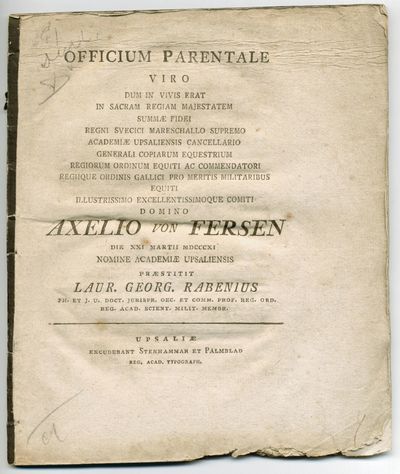 OFFICIUM PARENTALE
VIRO
DUM IN VIVIS ERAT
IN SACRAM REGIAM MAJESTATEM
SUMMÆ FIDEI
REGNI SVECICI MARESCHALLO SUPREMO
ACADEMIÆ UPSALIENSIS CANCELLARIO
GENERALI COPIARUM EQUESTRIUM
REGIORUM ORDINUM EQUITI AC COMMENDATORI
REGIIQUE ORDINIS GALLICI PRO MERITIS MILITARIBUS
EQUITI
ILLUSTRISSIMO EXCELLENTISSIMOQUE COMITI
DOMINO
AXELIO VON FERSEN
DIE XXI MARTII MDCCCXI
NOMINE ACADEMIÆ UPSALIENSIS
PRÆSTITIT
LAUR. GEORG. RABENIUS
PH. ET J. U. DOCT. JURISPR. OEC. ET COMM. PROF. REG. ORD.
REG. ACAD. SCIENT. MILIT. MEMBR.
UPSALIÆ
EXCUDEBANT STENHAMMAR ET PALMBLAD
REG. ACAD. TYPOGRAPH.